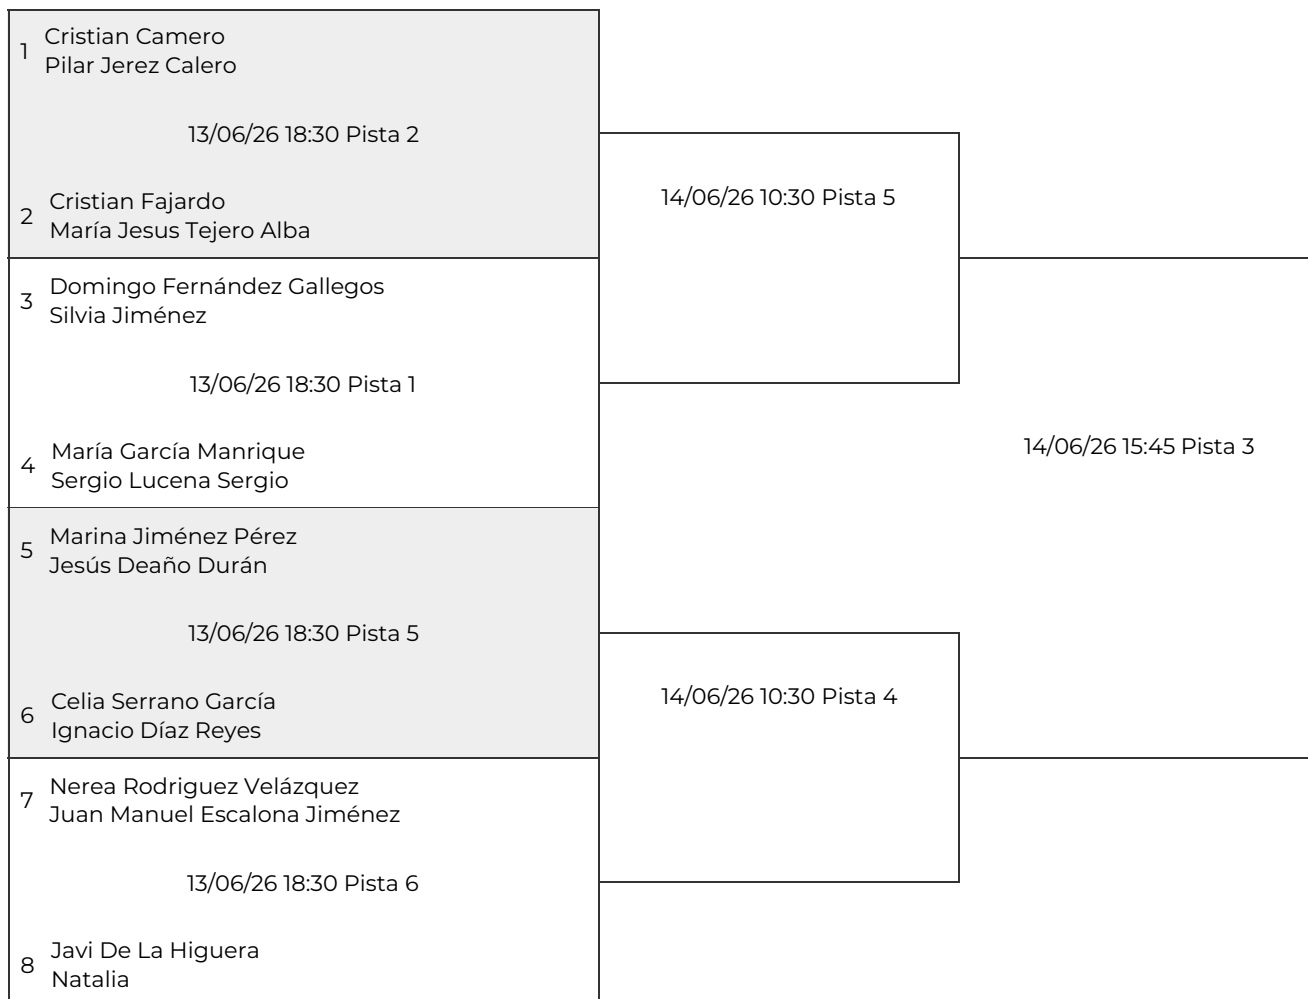 1
Cristian Camero
Pilar Jerez Calero
13/06/26 18:30 Pista 2
2
Cristian Fajardo
María Jesus Tejero Alba
14/06/26 10:30 Pista 5
3
Domingo Fernández Gallegos
Silvia Jiménez
13/06/26 18:30 Pista 1
4
María García Manrique
Sergio Lucena Sergio
14/06/26 15:45 Pista 3
5
Marina Jiménez Pérez
Jesús Deaño Durán
13/06/26 18:30 Pista 5
6
Celia Serrano García
Ignacio Díaz Reyes
14/06/26 10:30 Pista 4
7
Nerea Rodriguez Velázquez
Juan Manuel Escalona Jiménez
13/06/26 18:30 Pista 6
8
Javi De La Higuera
Natalia